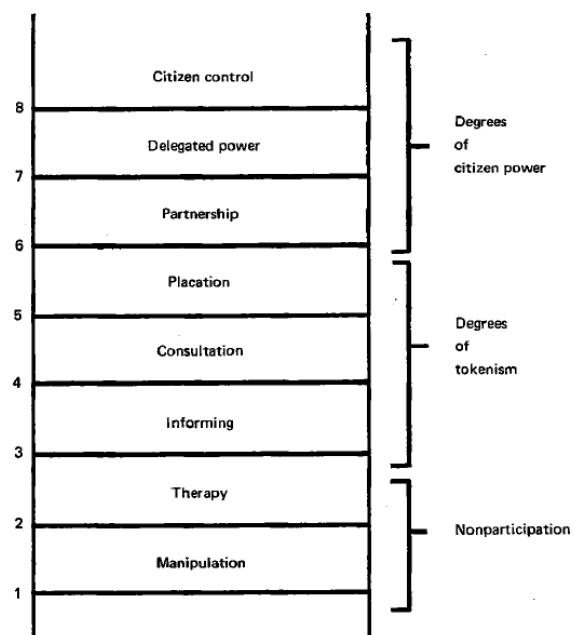 Citizen control
8
Delegated power
7
Partnership
6
Placation
5
Consultation
4
Informing
3
Therapy
2
Manipulation
1
Degrees
of
citizen power
Degrees
of
tokenism
Nonparticipation